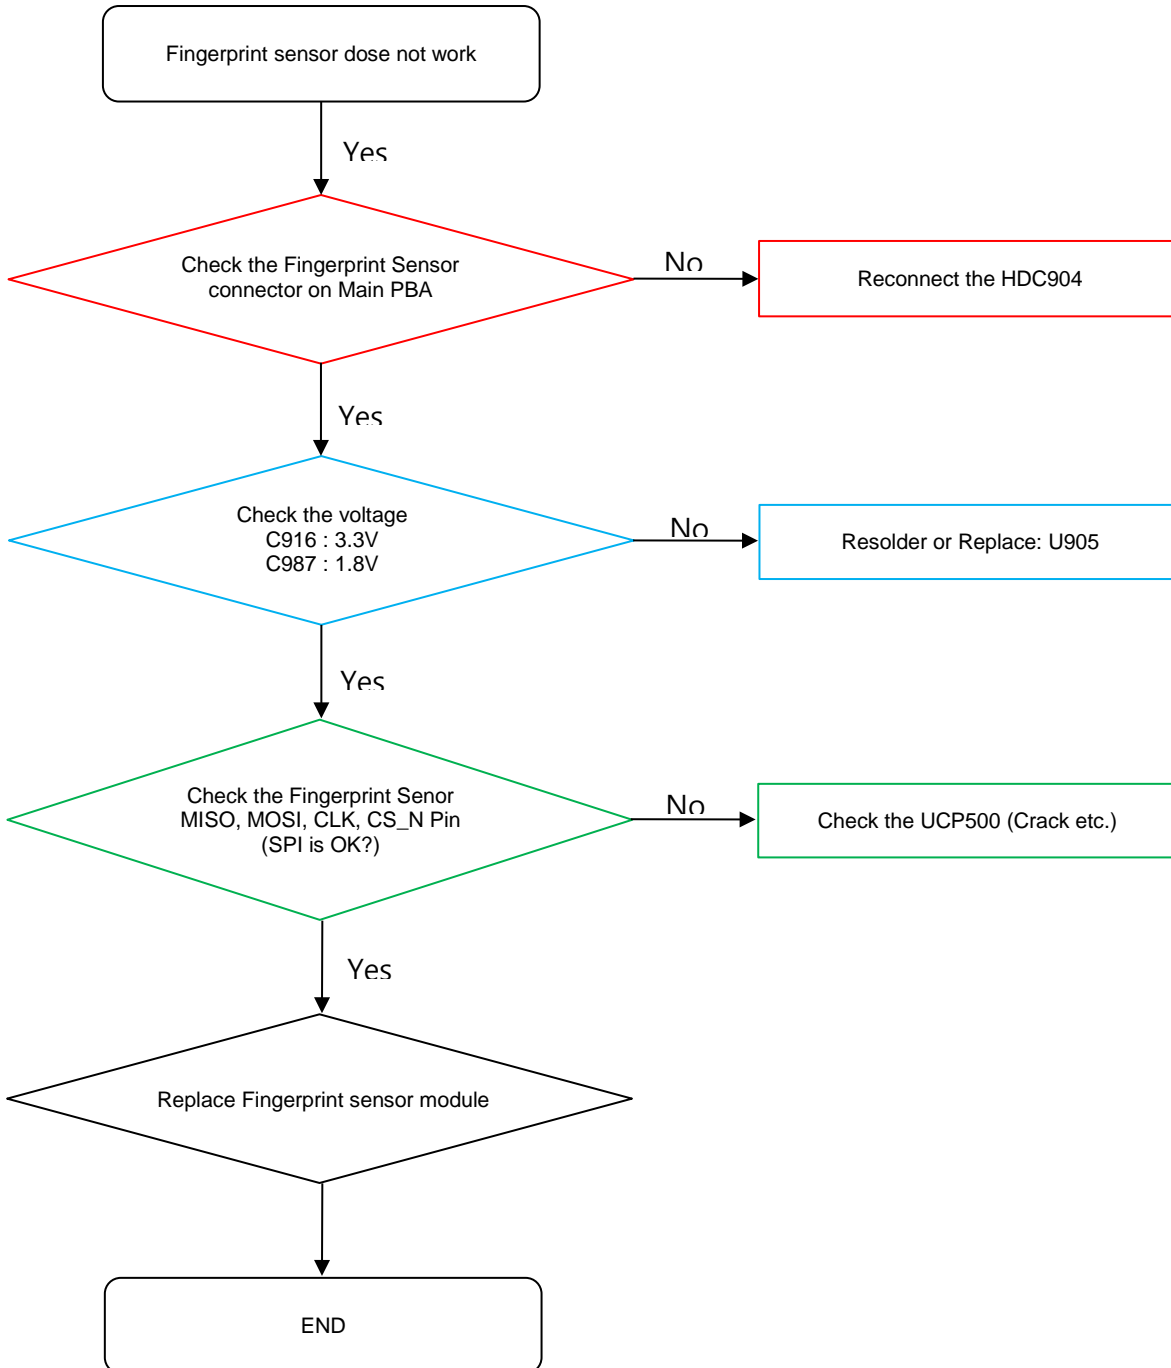 Fingerprint sensor dose not work
Yes
Check the Fingerprint Sensor
connector on Main PBA
No
Reconnect the HDC904
Yes
Check the voltage
C916 : 3.3V
C987 : 1.8V
No
Resolder or Replace: U905
Yes
Check the Fingerprint Senor
MISO, MOSI, CLK, CS_N Pin
(SPI is OK?)
No
Check the UCP500 (Crack etc.)
Yes
Replace Fingerprint sensor module
END